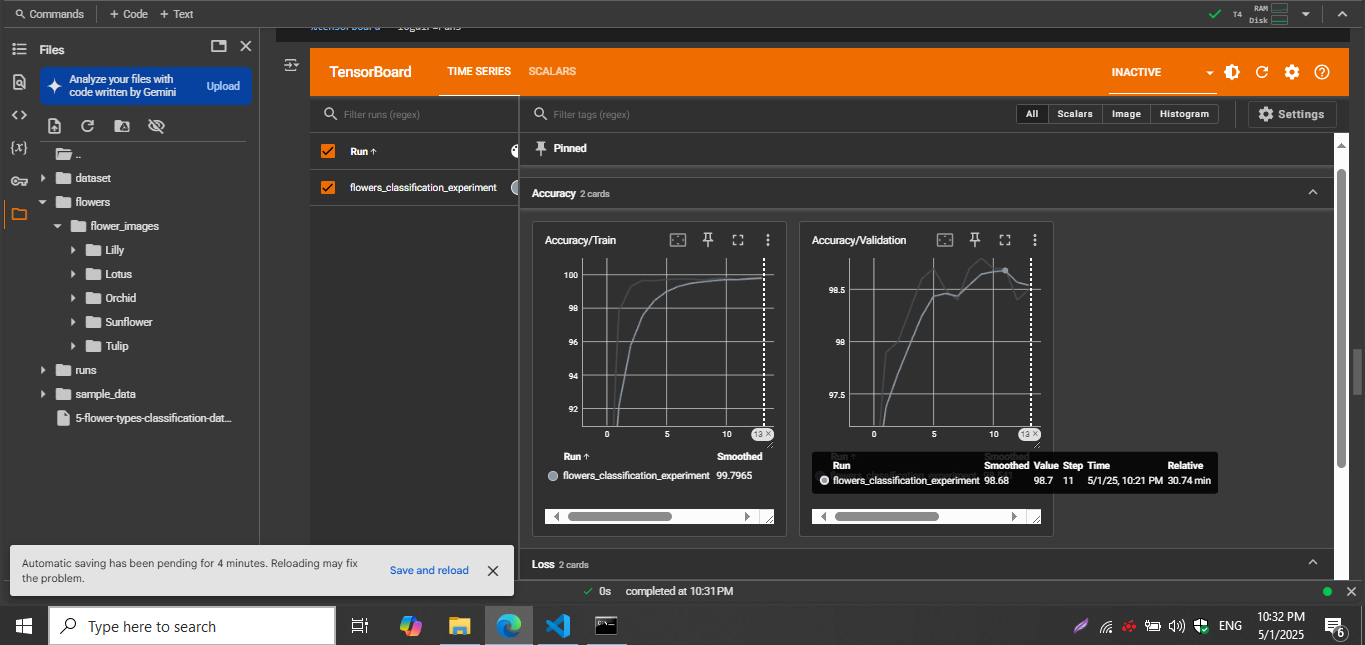 Commands + Code + Text
T4 RAM Disk
Files
Analyze your files with code written by Gemini Upload
{x}
..
dataset
flowers
flower_images
Lilly
Lotus
Orchid
Sunflower
Tulip
runs
sample_data
5-flower-types-classification-dat...
TensorBoard TIME SERIES SCALARS INACTIVE
Filter runs (regex) Filter tags (regex) All Scalars Image Histogram Settings
Run ↑
flowers_classification_experiment
Pinned
Accuracy 2 cards
Accuracy/Train
100
98
96
94
92
0 5 10 13 ×
Run ↑ Smoothed
flowers_classification_experiment 99.7965
Accuracy/Validation
98.5
98
97.5
0 5 10 13 ×
Run ↑ Smoothed
Run Smoothed Value Step Time Relative
flowers_classification_experiment 98.68 98.7 11 5/1/25, 10:21 PM 30.74 min
Loss 2 cards
Automatic saving has been pending for 4 minutes. Reloading may fix
the problem.
Save and reload
0s completed at 10:31 PM
Type here to search
ENG
10:32 PM
5/1/2025
6